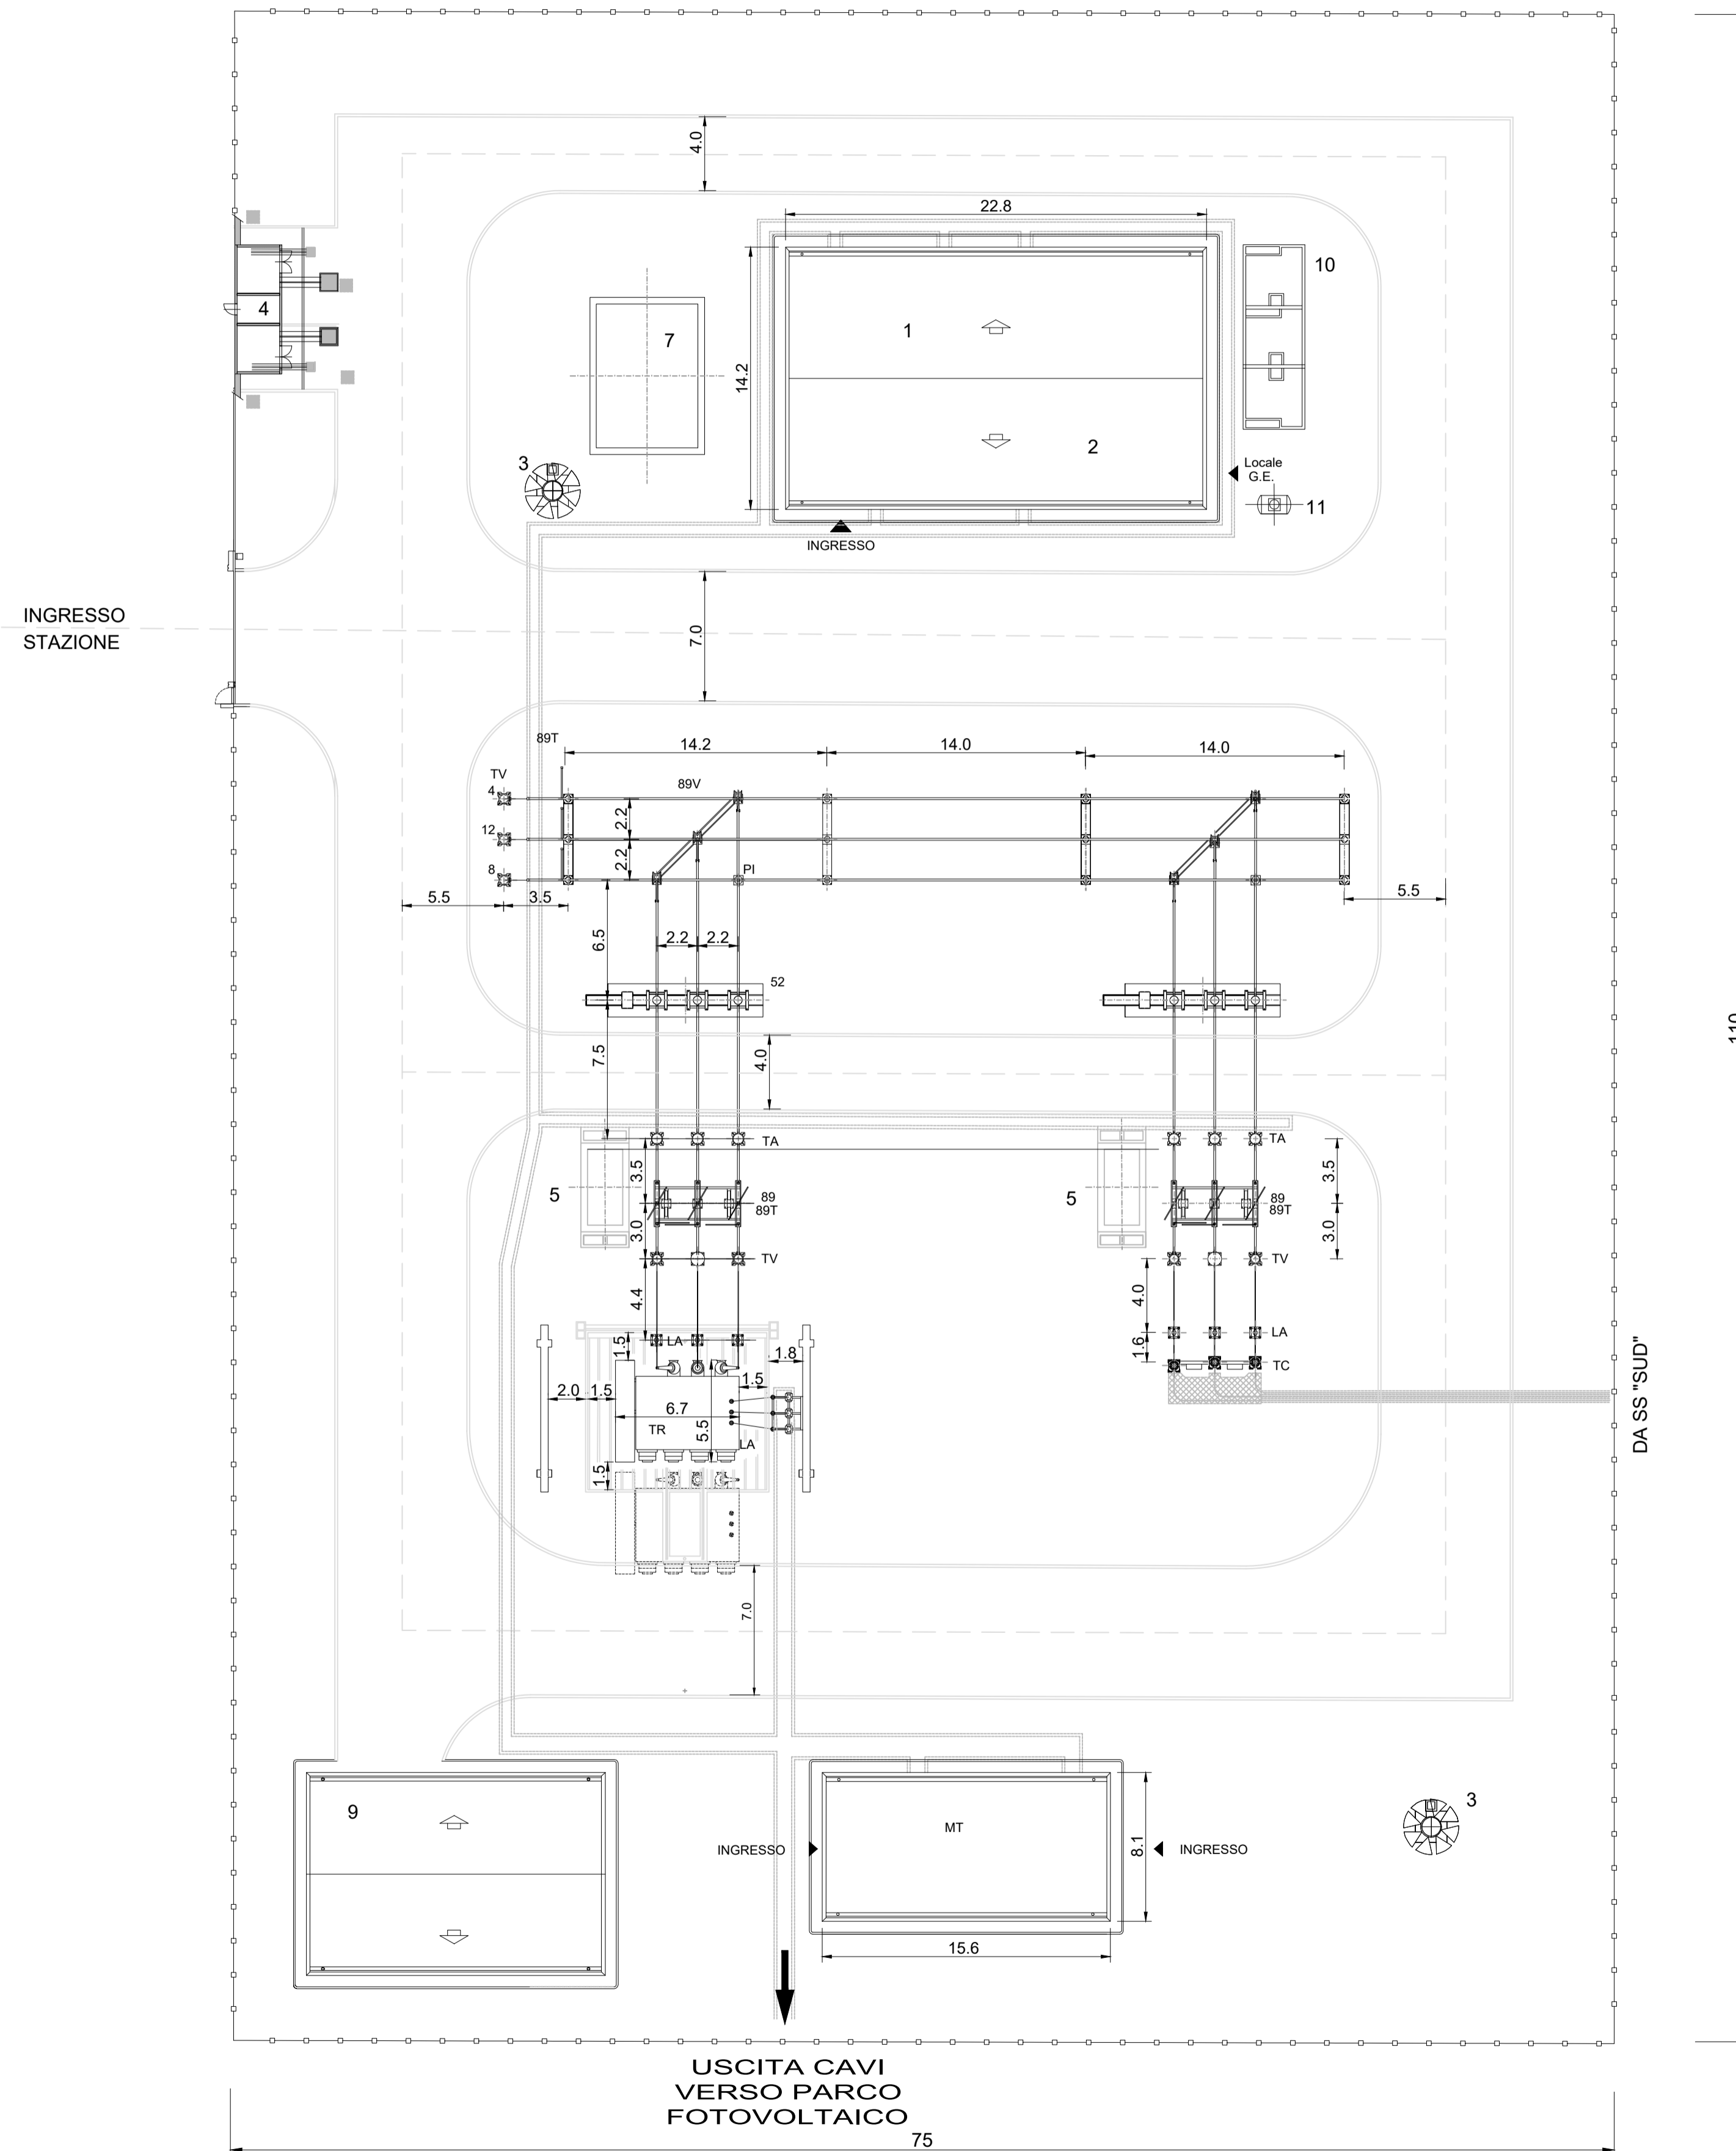 4.0
22.8
10
4
7
1
14.2
2
3
Locale
G.E.
11
INGRESSO
INGRESSO
STAZIONE
7.0
89T
14.2
14.0
14.0
TV
4
89V
2.2
12
2.2
8
PI
5.5
3.5
5.5
6.5
2.2
2.2
52
110
7.5
4.0
TA
TA
3.5
3.5
5
89
89T
5
89
89T
3.0
3.0
TV
TV
4.4
4.0
LA
LA
1.5
1.6
1.8
TC
2.0
1.5
1.5
6.7
TR
5.5
LA
DA SS "SUD"
1.5
7.0
9
MT
3
INGRESSO
8.1
INGRESSO
15.6
USCITA CAVI
VERSO PARCO
FOTOVOLTAICO
75